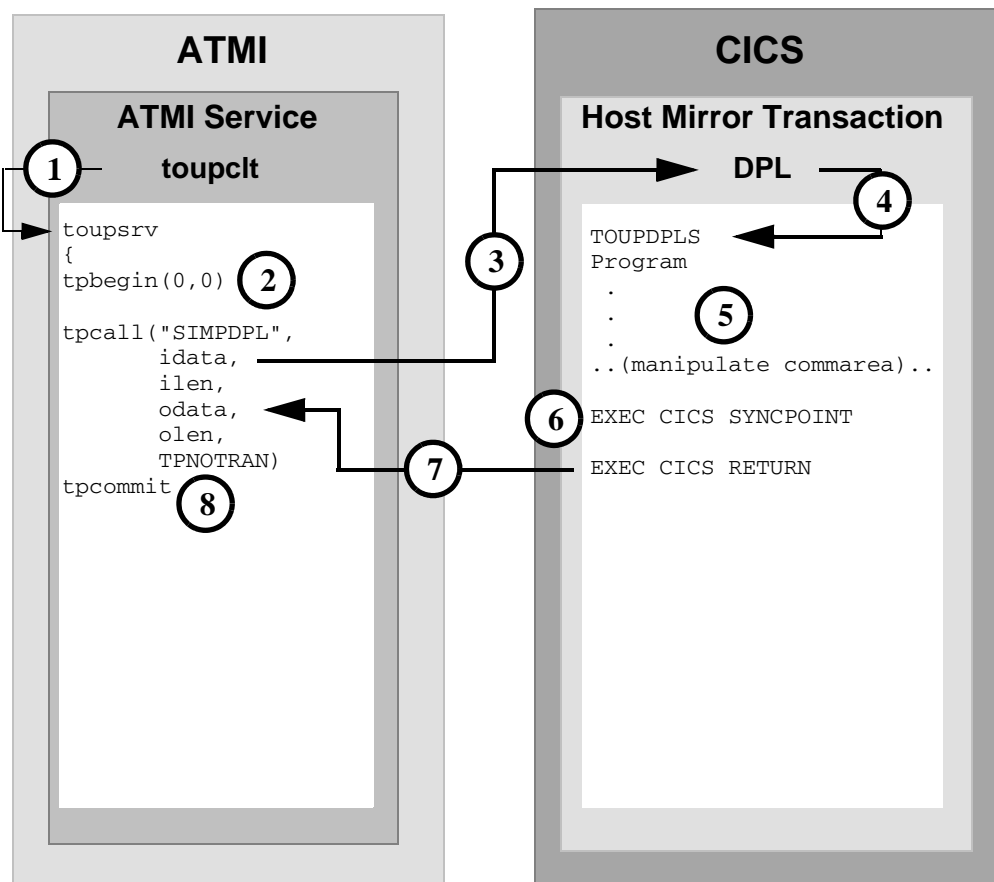 ATMI
ATMI Service
1
toupclt
toupsrv
{
tpbegin(0,0)
2
tpcall("SIMPDPL",
idata,
ilen,
odata,
olen,
TPNOTRAN)
tpcommit
8
3
7
CICS
Host Mirror Transaction
DPL
4
TOUPDPLS
Program
.
.
.
5
..(manipulate commarea)..
6
EXEC CICS SYNCPOINT
EXEC CICS RETURN